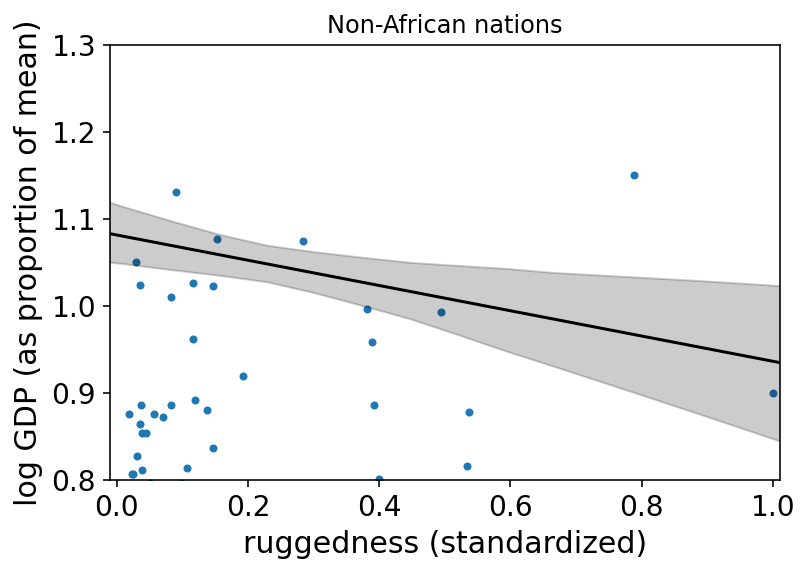 Non-African nations
log GDP (as proportion of mean)
1.3
1.2
1.1
1.0
0.9
0.8
0.0 0.2 0.4 0.6 0.8 1.0
ruggedness (standardized)